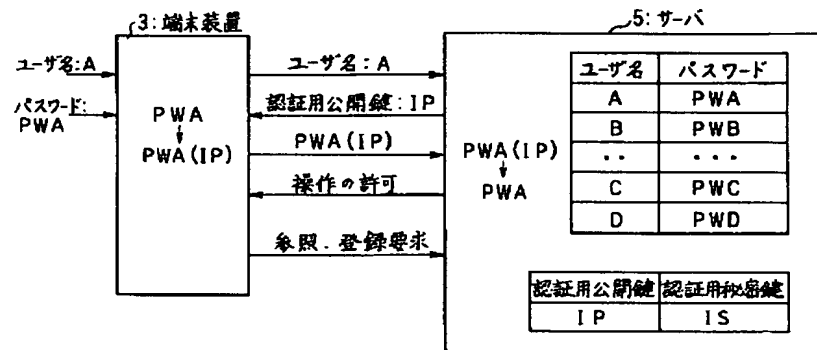 3:端末装置
5:サーバ
ユーザ名:A
パスワード:
PWA
PWA
PWA(IP)
ユーザ名:A
認証用公開鍵:IP
PWA(IP)
操作の許可
参照.登録要求
PWA(IP)
PWA
ユーザ名 パスワード
A PWA
B PWB
‥ ・・・
C PWC
D PWD
認証用公開鍵 認証用秘密鍵
IP IS